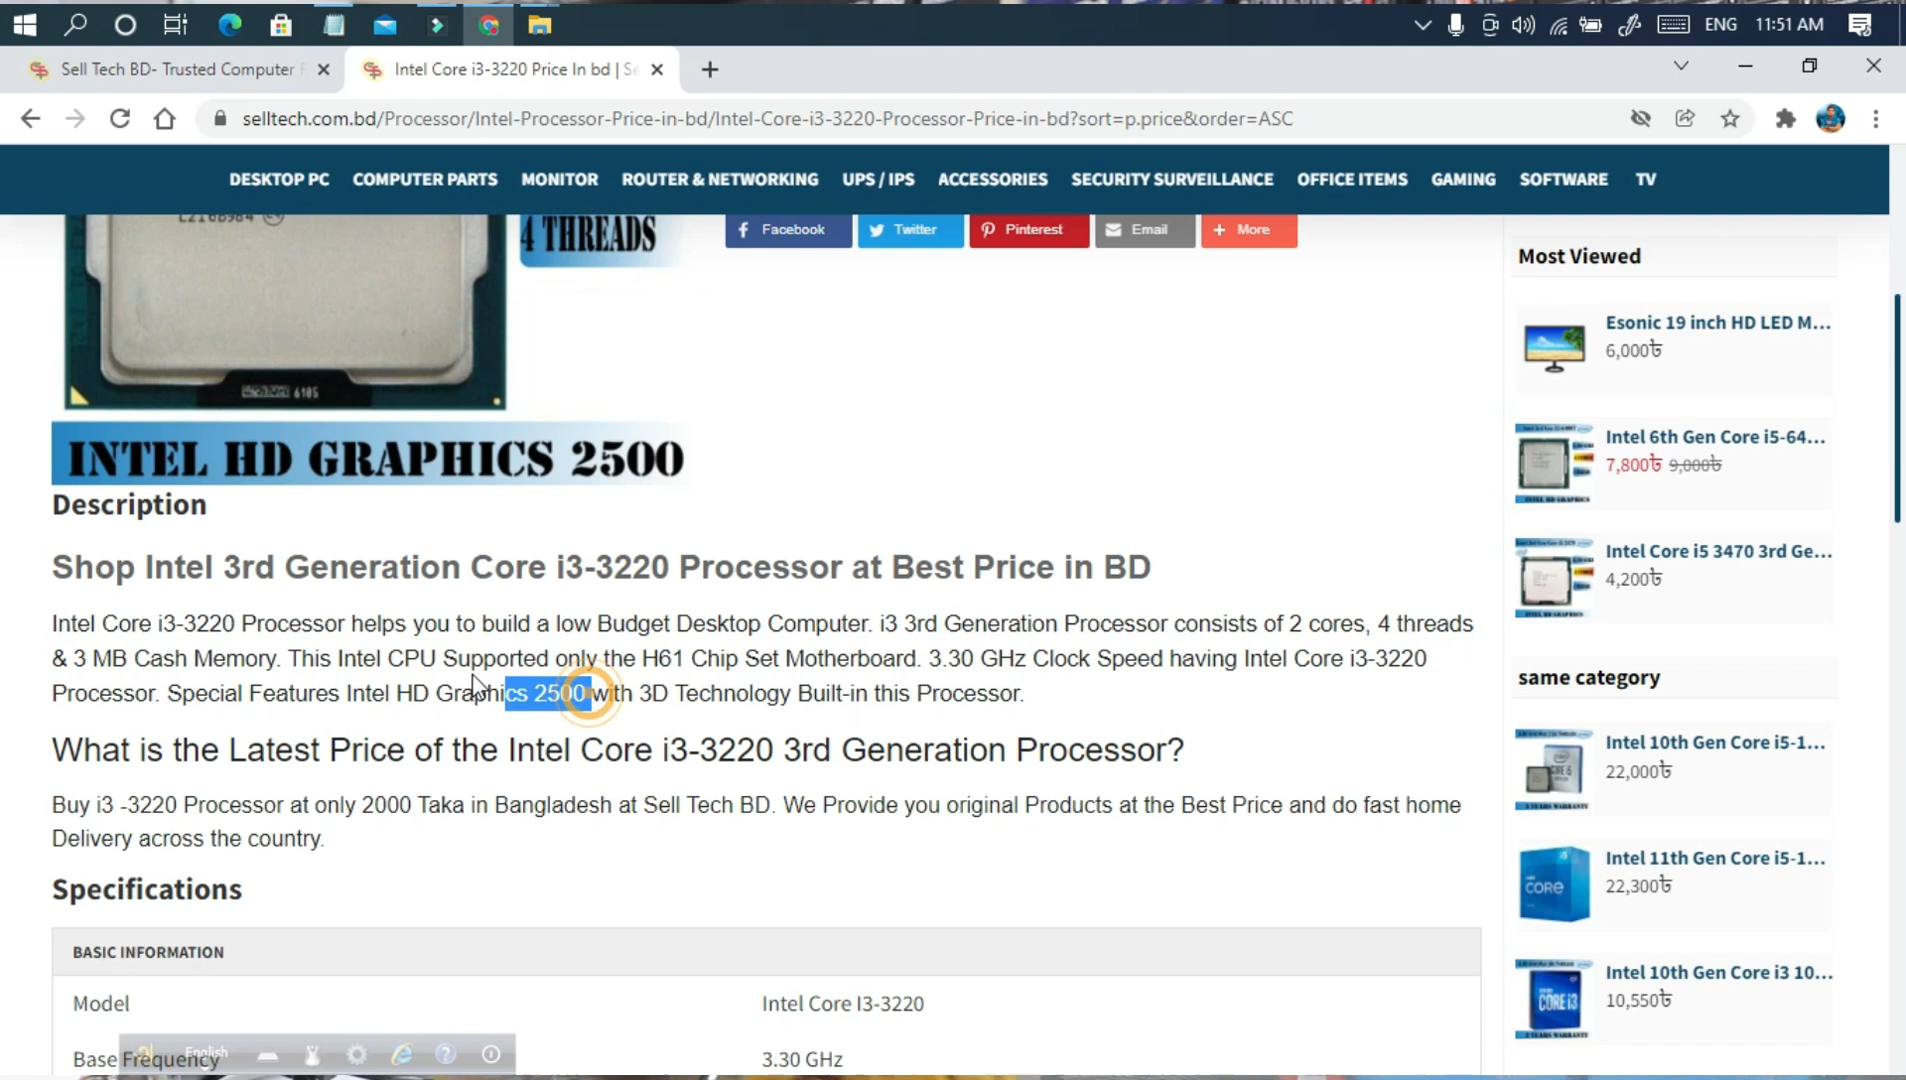 ENG 11:51 AM
Sell Tech BD- Trusted Computer
Intel Core i3-3220 Price In bd | Se
selltech.com.bd/Processor/Intel-Processor-Price-in-bd/Intel-Core-i3-3220-Processor-Price-in-bd?sort=p.price&order=ASC
DESKTOP PC COMPUTER PARTS MONITOR ROUTER & NETWORKING UPS / IPS ACCESSORIES SECURITY SURVEILLANCE OFFICE ITEMS GAMING SOFTWARE TV
4 THREADS
Facebook Twitter Pinterest Email More
6105
INTEL HD GRAPHICS 2500
Description
Shop Intel 3rd Generation Core i3-3220 Processor at Best Price in BD
Intel Core i3-3220 Processor helps you to build a low Budget Desktop Computer. i3 3rd Generation Processor consists of 2 cores, 4 threads
& 3 MB Cash Memory. This Intel CPU Supported only the H61 Chip Set Motherboard. 3.30 GHz Clock Speed having Intel Core i3-3220
Processor. Special Features Intel HD Graphics 2500 with 3D Technology Built-in this Processor.
What is the Latest Price of the Intel Core i3-3220 3rd Generation Processor?
Buy i3 -3220 Processor at only 2000 Taka in Bangladesh at Sell Tech BD. We Provide you original Products at the Best Price and do fast home
Delivery across the country.
Specifications
BASIC INFORMATION
Model Intel Core I3-3220
Base Frequency 3.30 GHz
English
Most Viewed
Esonic 19 inch HD LED M...
6,000৳
Intel 6th Gen Core i5-64...
7,800৳ 9,000৳
Intel Core i5 3470 3rd Ge...
4,200৳
same category
Intel 10th Gen Core i5-1...
22,000৳
Intel 11th Gen Core i5-1...
22,300৳
CORE
Intel 10th Gen Core i3 10...
10,550৳
CORE i3